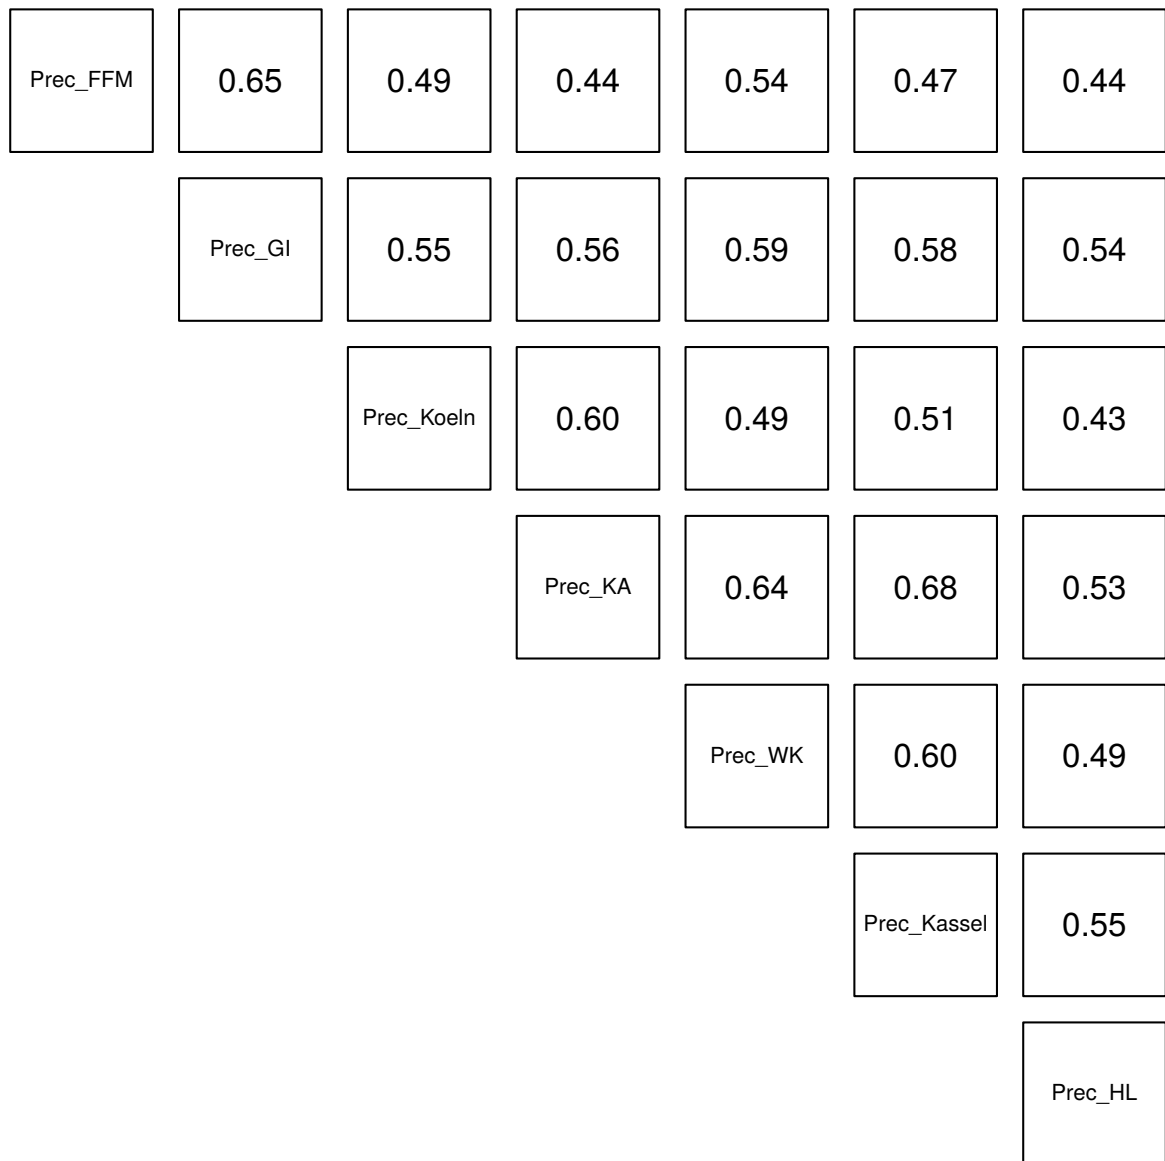 Prec_FFM 0.65 0.49 0.44 0.54 0.47 0.44
Prec_GI 0.55 0.56 0.59 0.58 0.54
Prec_Koeln 0.60 0.49 0.51 0.43
Prec_KA 0.64 0.68 0.53
Prec_WK 0.60 0.49
Prec_Kassel 0.55
Prec_HL